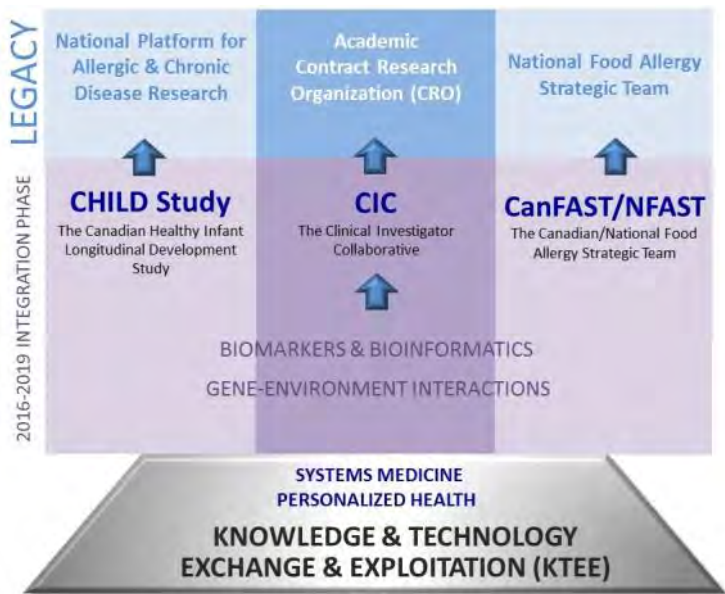 LEGACY
National Platform for
Allergic & Chronic
Disease Research
Academic
Contract Research
Organization (CRO)
National Food Allergy
Strategic Team
2016-2019 INTEGRATION PHASE
CHILD Study
The Canadian Healthy Infant
Longitudinal Development
Study
CIC
The Clinical Investigator
Collaborative
CanFAST/NFAST
The Canadian/National Food
Allergy Strategic Team
BIOMARKERS & BIOINFORMATICS
GENE-ENVIRONMENT INTERACTIONS
SYSTEMS MEDICINE
PERSONALIZED HEALTH
KNOWLEDGE & TECHNOLOGY
EXCHANGE & EXPLOITATION (KTEE)